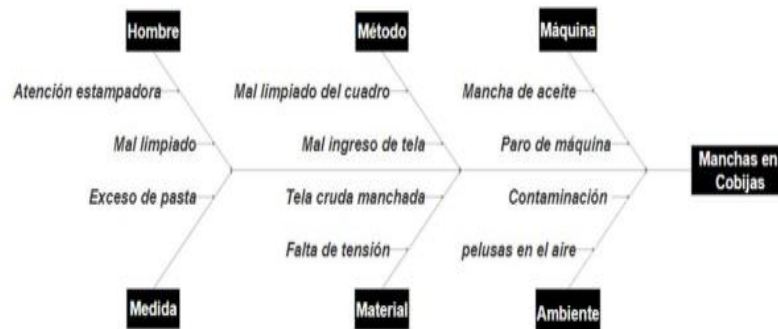 Hombre
Método
Máquina
Atención estampadora
Mal limpiado del cuadro
Mancha de aceite
Mal limpiado
Mal ingreso de tela
Paro de máquina
Manchas en
Cobijas
Exceso de pasta
Tela cruda manchada
Contaminación
Falta de tensión
pelusas en el aire
Medida
Material
Ambiente